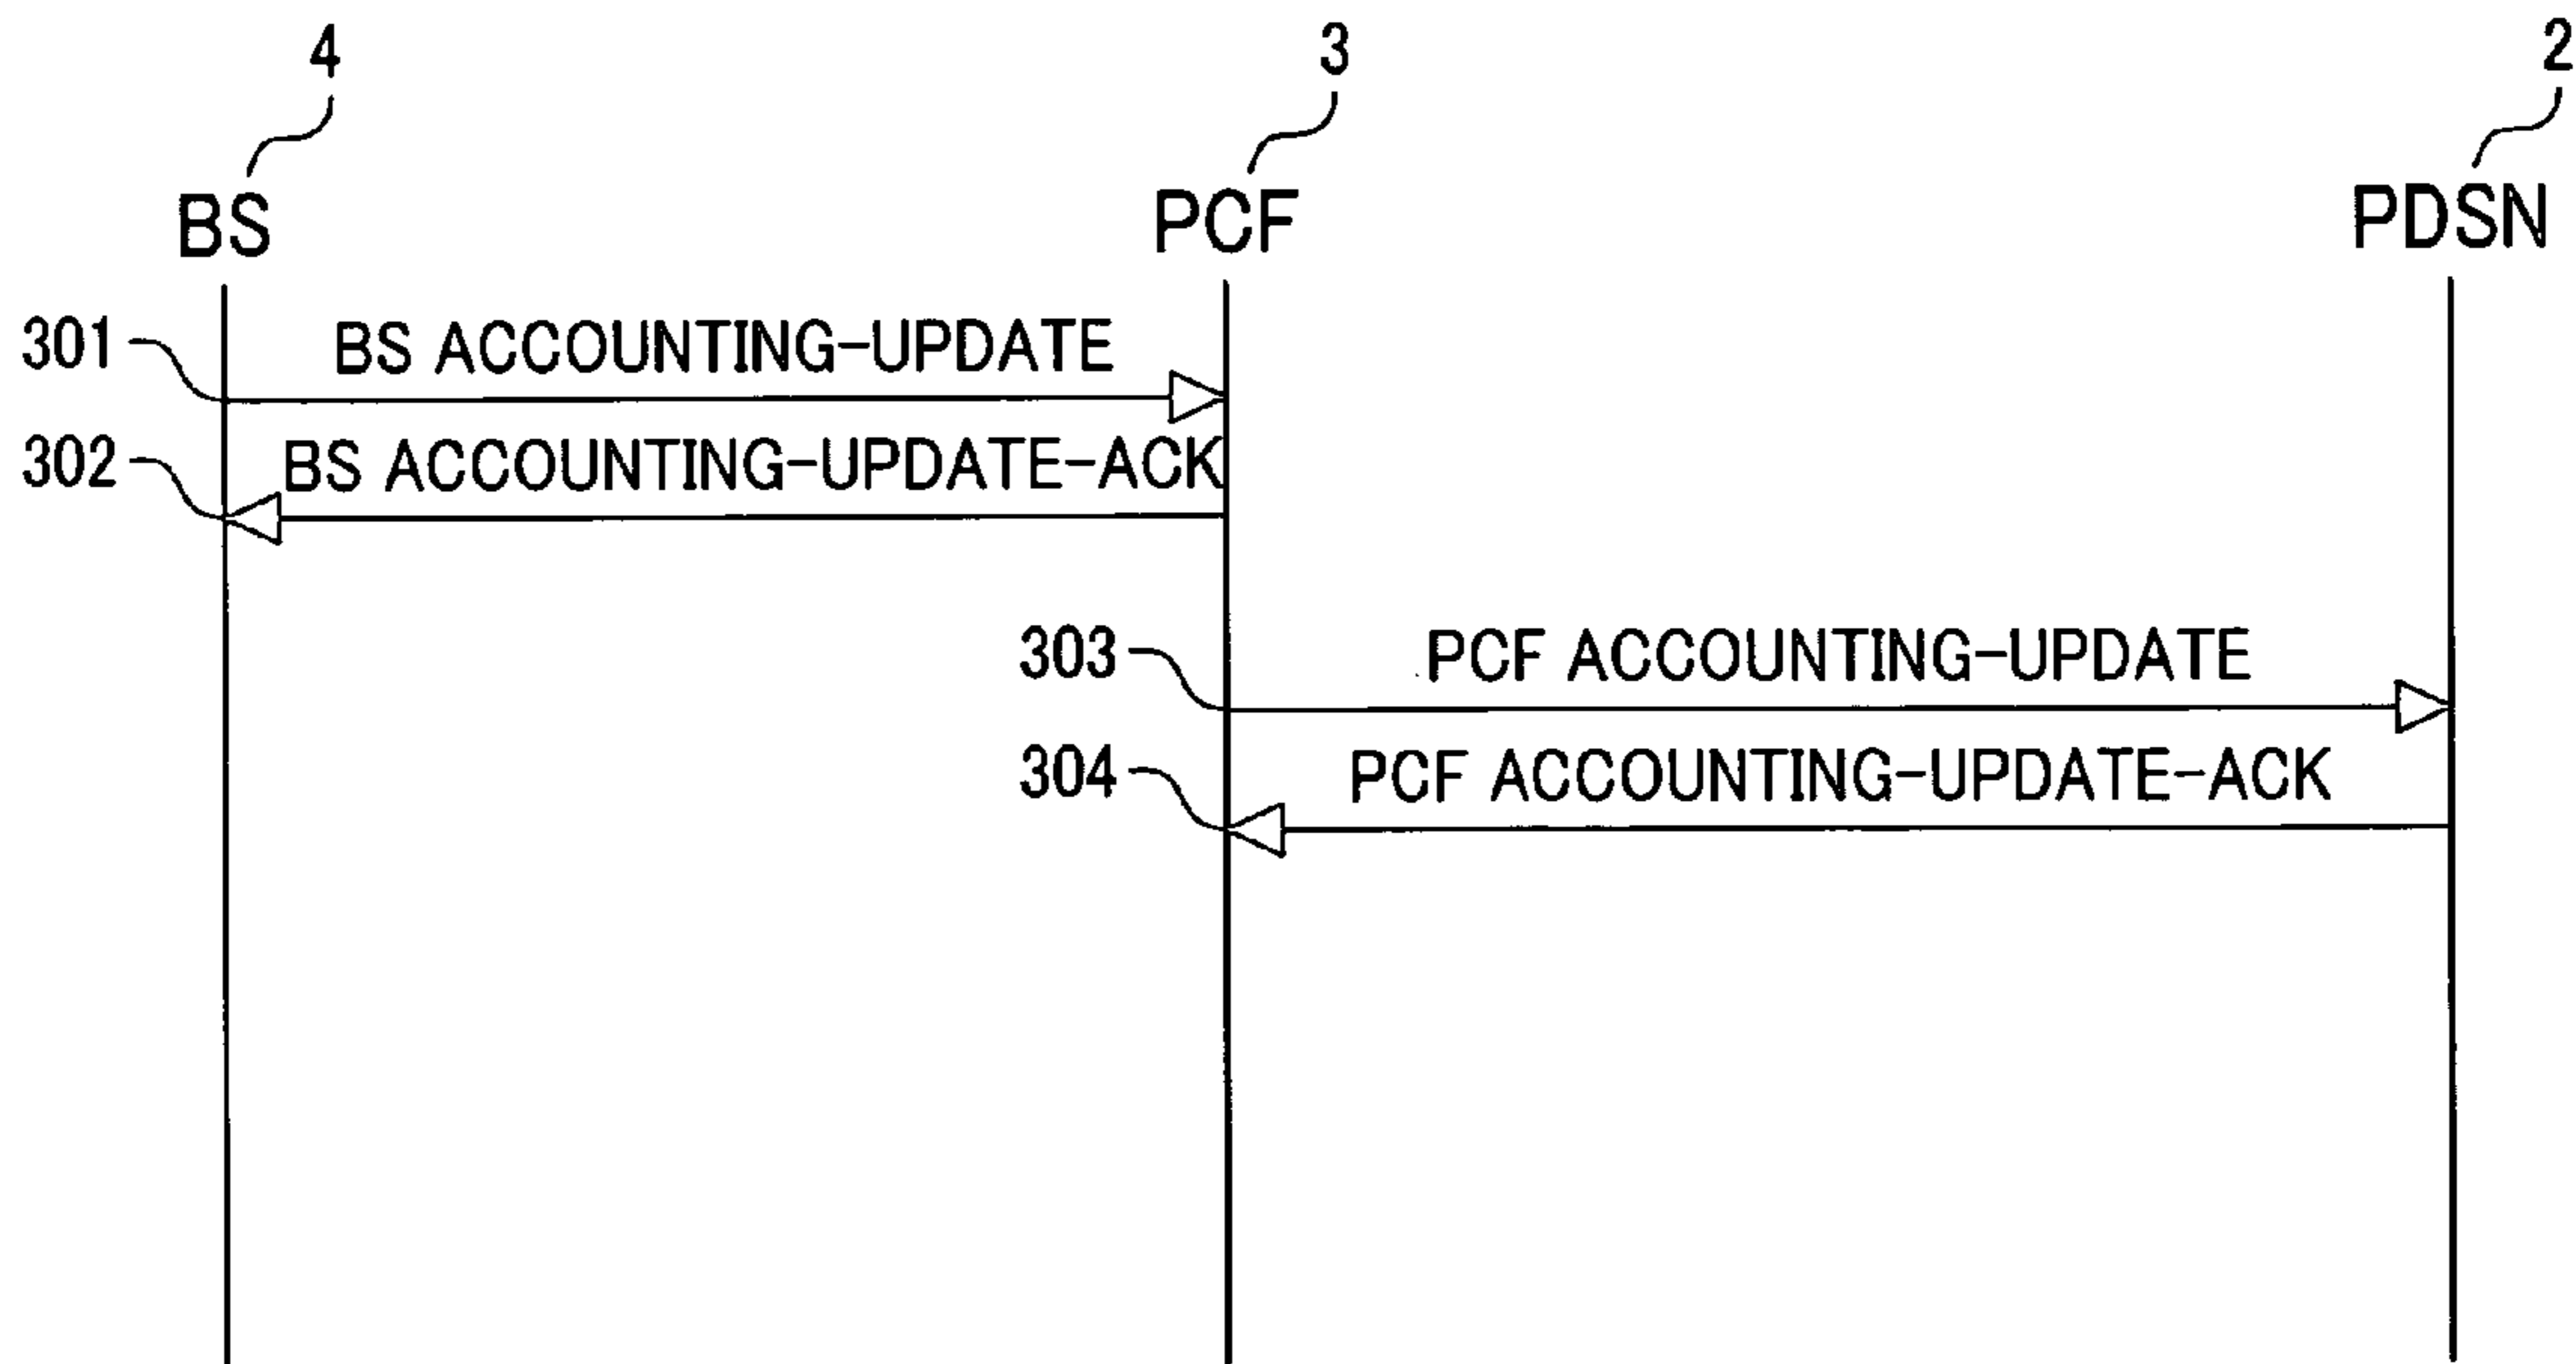 4
3
2
BS
PCF
PDSN
301
BS ACCOUNTING-UPDATE
302
BS ACCOUNTING-UPDATE-ACK
303
PCF ACCOUNTING-UPDATE
304
PCF ACCOUNTING-UPDATE-ACK